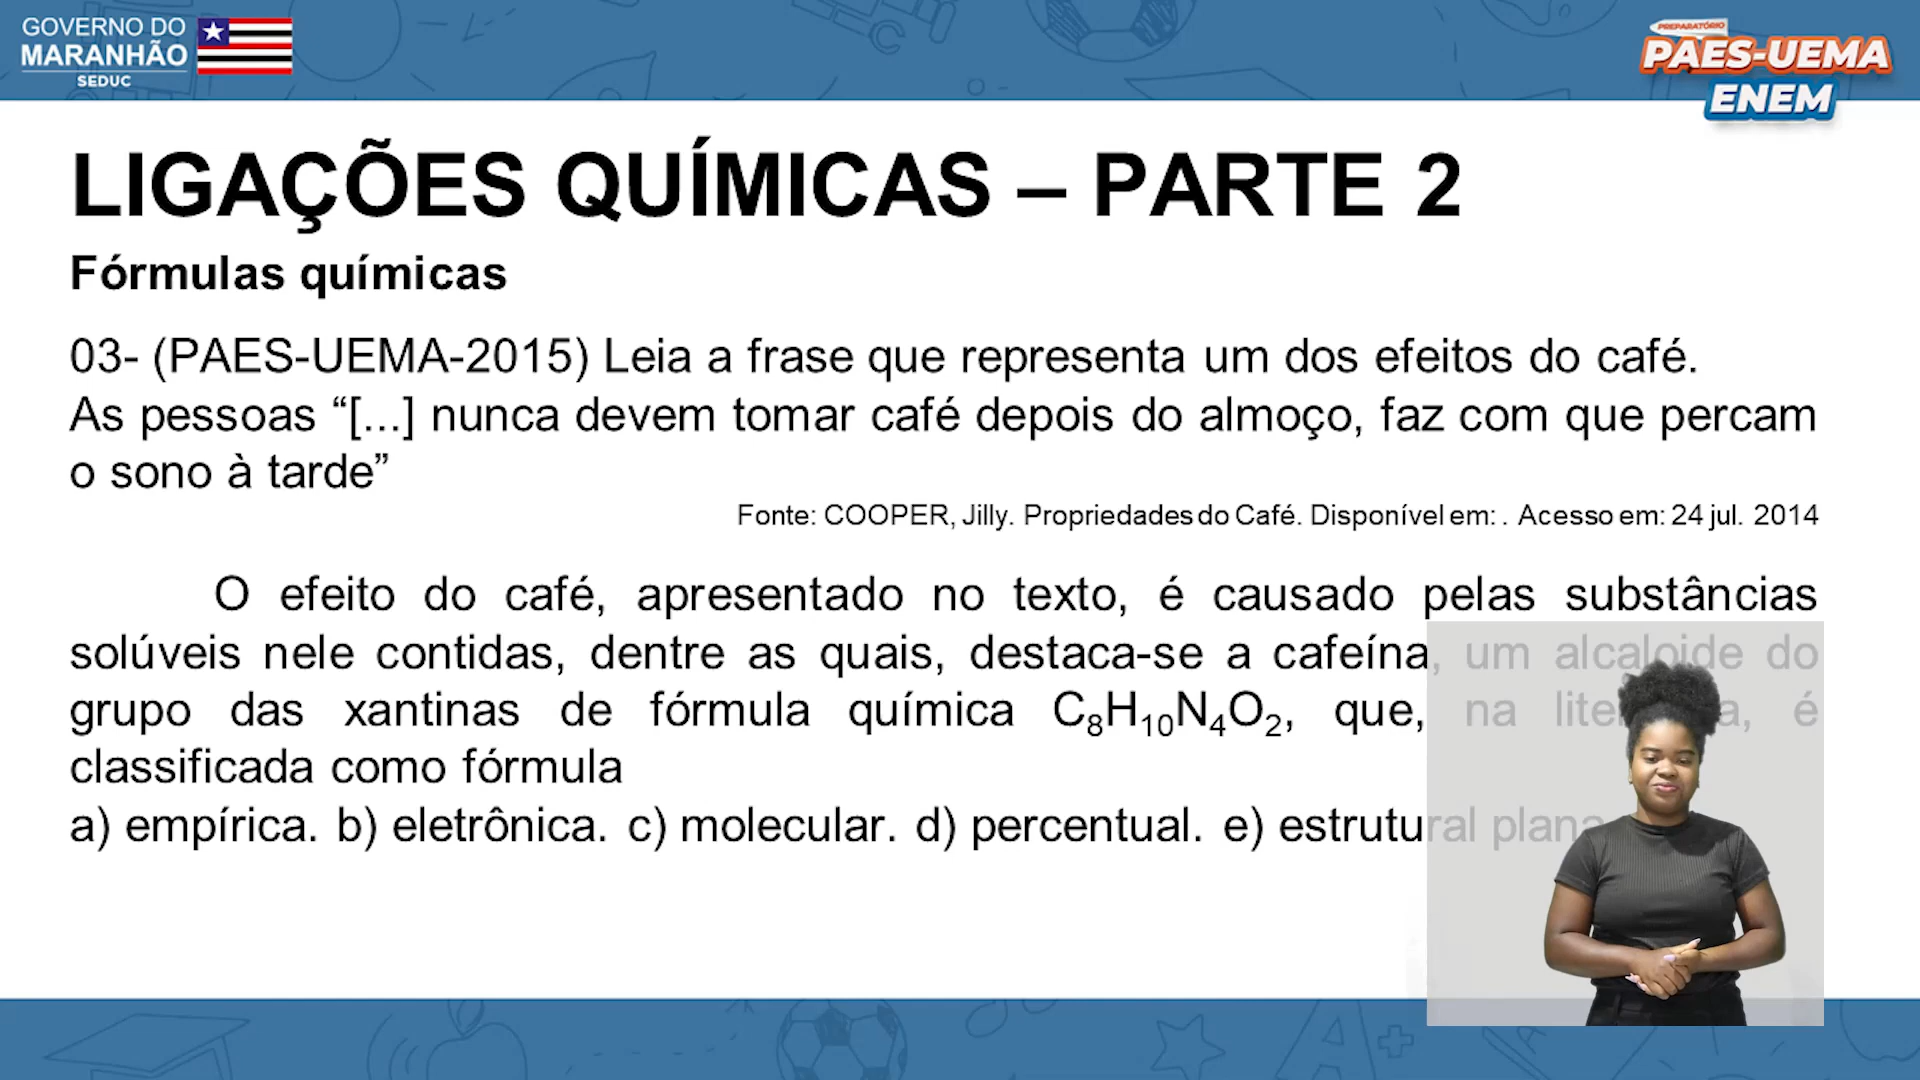 GOVERNO DO
MARANHÃO
SEDUC
PREPARATÓRIO
PAES-UEMA
ENEM
LIGAÇÕES QUÍMICAS – PARTE 2
Fórmulas químicas
03- (PAES-UEMA-2015) Leia a frase que representa um dos efeitos do café.
As pessoas “[...] nunca devem tomar café depois do almoço, faz com que percam
o sono à tarde”
Fonte: COOPER, Jilly. Propriedades do Café. Disponível em: . Acesso em: 24 jul. 2014
O efeito do café, apresentado no texto, é causado pelas substâncias
solúveis nele contidas, dentre as quais, destaca-se a cafeína, um alcaloide do
grupo das xantinas de fórmula química C₈H₁₀N₄O₂, que, na é
classificada como fórmula
a) empírica. b) eletrônica. c) molecular. d) percentual. e) estrutural plana
A+